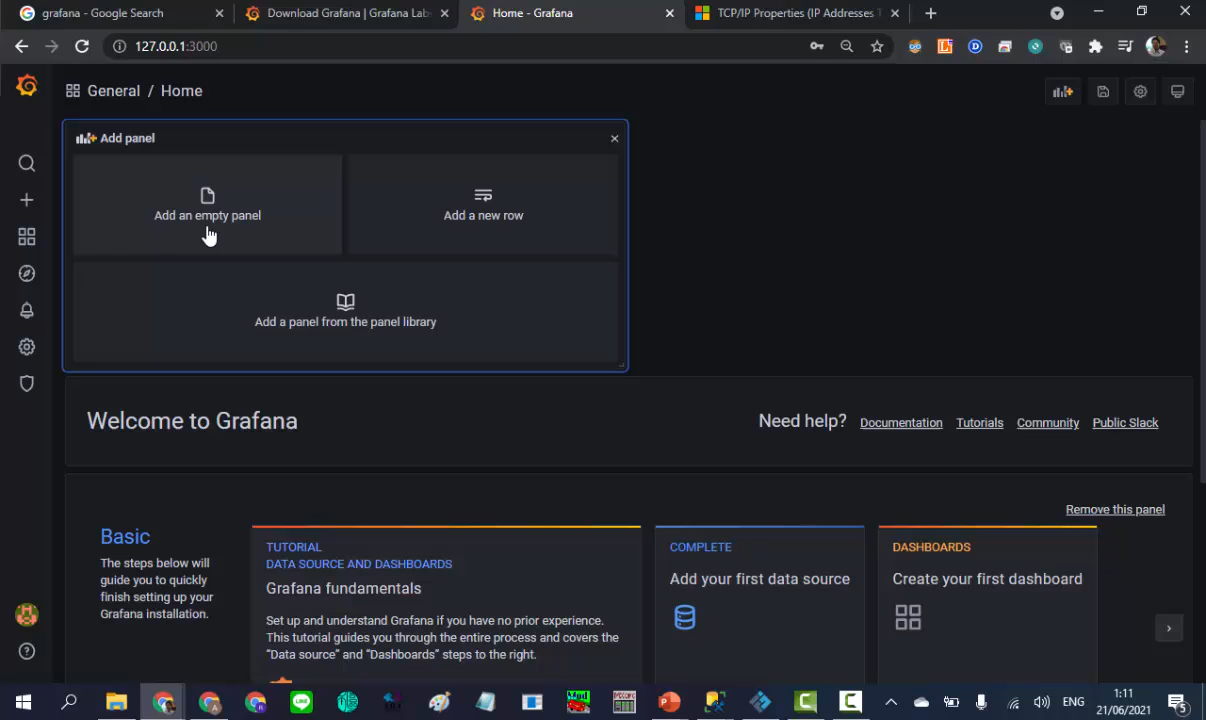 grafana - Google Search
Download Grafana | Grafana Labs
Home - Grafana
TCP/IP Properties (IP Addresses T
127.0.0.1:3000
General / Home
Add panel
Add an empty panel
Add a new row
Add a panel from the panel library
Welcome to Grafana
Need help?
Documentation
Tutorials
Community
Public Slack
Remove this panel
Basic
The steps below will
guide you to quickly
finish setting up your
Grafana installation.
TUTORIAL
DATA SOURCE AND DASHBOARDS
Grafana fundamentals
Set up and understand Grafana if you have no prior experience.
This tutorial guides you through the entire process and covers the
“Data source” and “Dashboards” steps to the right.
COMPLETE
Add your first data source
DASHBOARDS
Create your first dashboard
LINE
ENG
1:11
21/06/2021
5